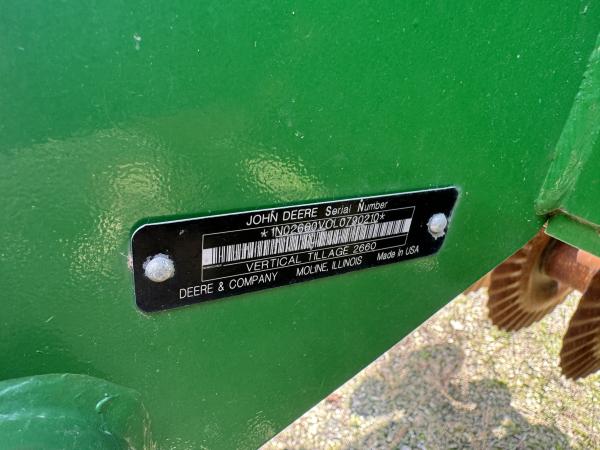 JOHN DEERE Serial Number
*1N02660VOL0790210*
VERTICAL TILLAGE 2660
DEERE & COMPANY MOLINE, ILLINOIS Made In USA